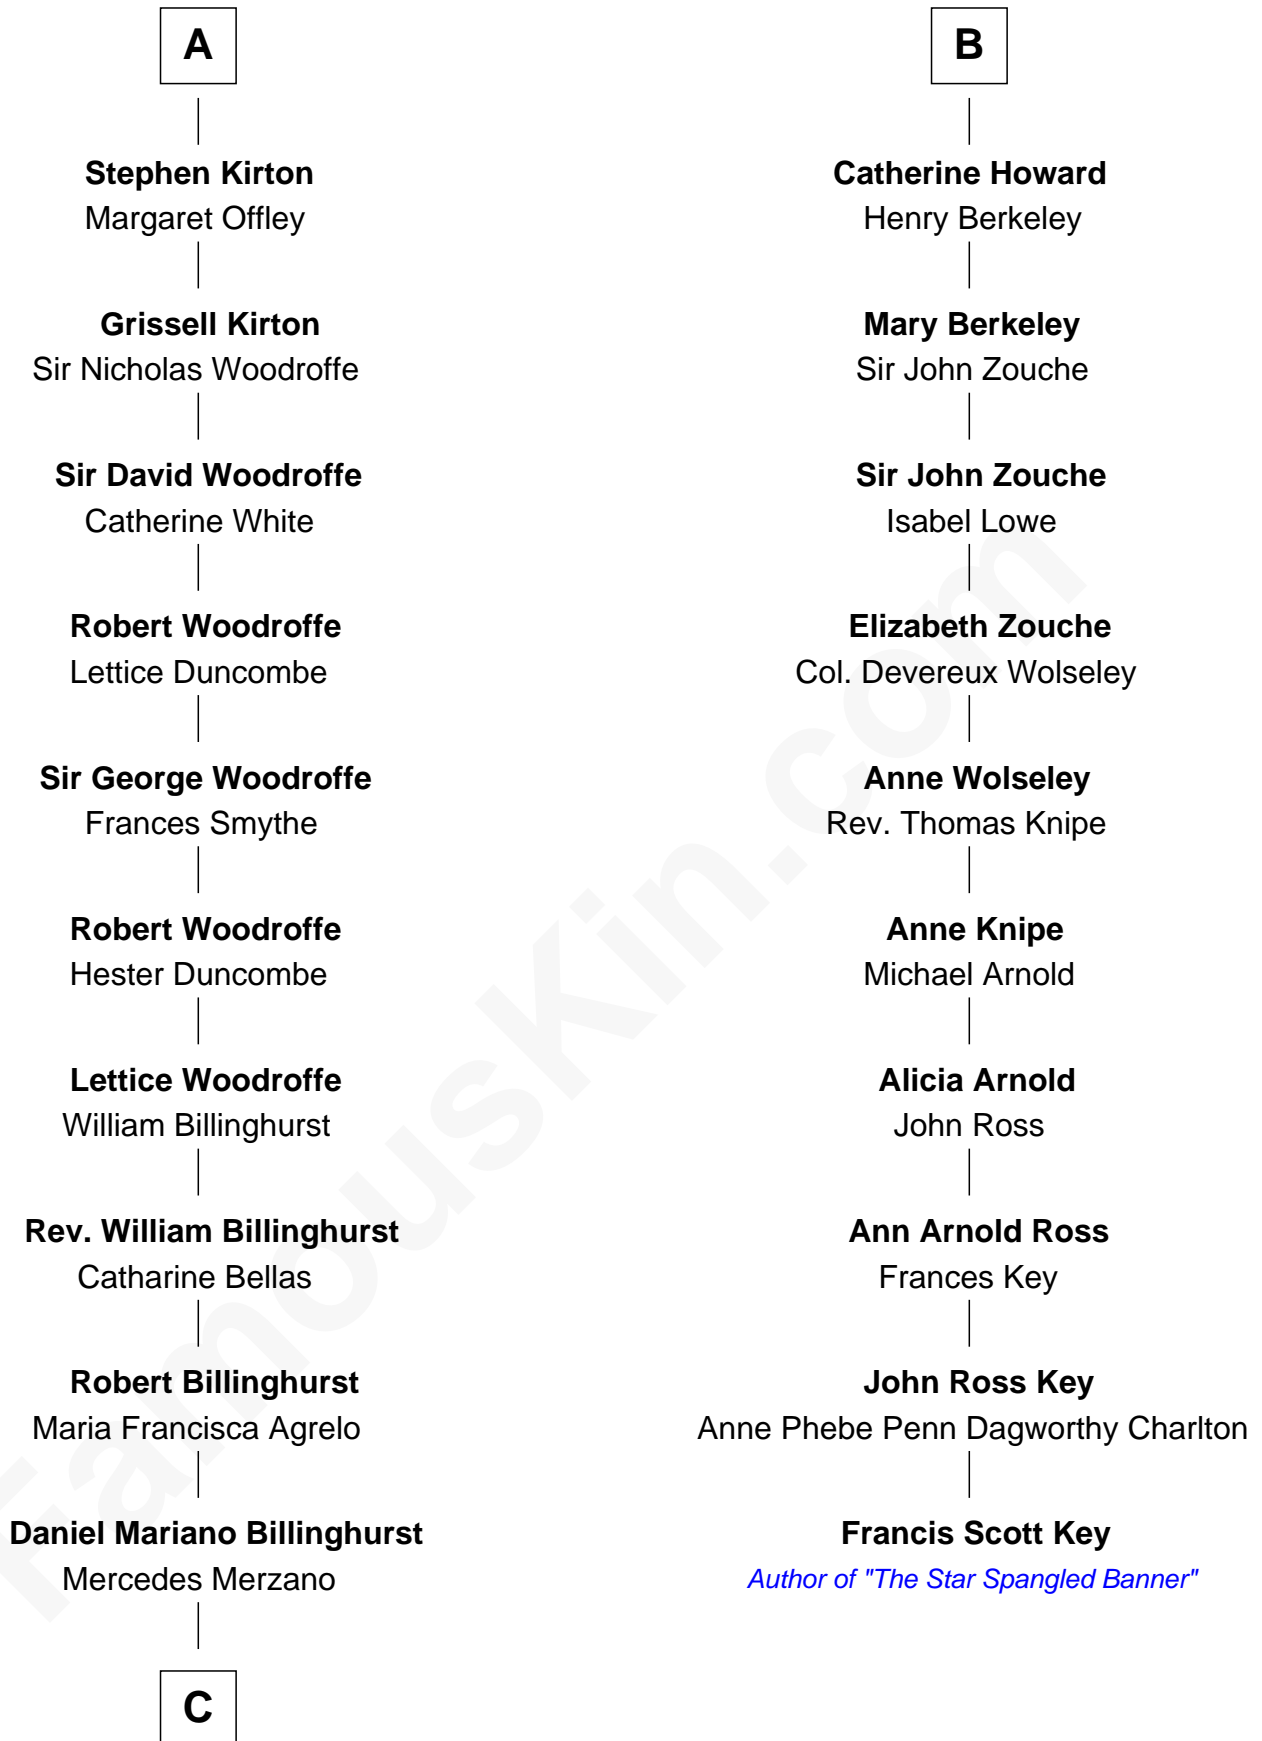 A
Stephen Kirton
Margaret Offley
Grissell Kirton
Sir Nicholas Woodroffe
Sir David Woodroffe
Catherine White
Robert Woodroffe
Lettice Duncombe
Sir George Woodroffe
Frances Smythe
Robert Woodroffe
Hester Duncombe
Lettice Woodroffe
William Billinghurst
Rev. William Billinghurst
Catharine Bellas
Robert Billinghurst
Maria Francisca Agrelo
Daniel Mariano Billinghurst
Mercedes Merzano
C
B
Catherine Howard
Henry Berkeley
Mary Berkeley
Sir John Zouche
Sir John Zouche
Isabel Lowe
Elizabeth Zouche
Col. Devereux Wolseley
Anne Wolseley
Rev. Thomas Knipe
Anne Knipe
Michael Arnold
Alicia Arnold
John Ross
Ann Arnold Ross
Frances Key
John Ross Key
Anne Phebe Penn Dagworthy Charlton
Francis Scott Key
Author of "The Star Spangled Banner"
FamousKin.com